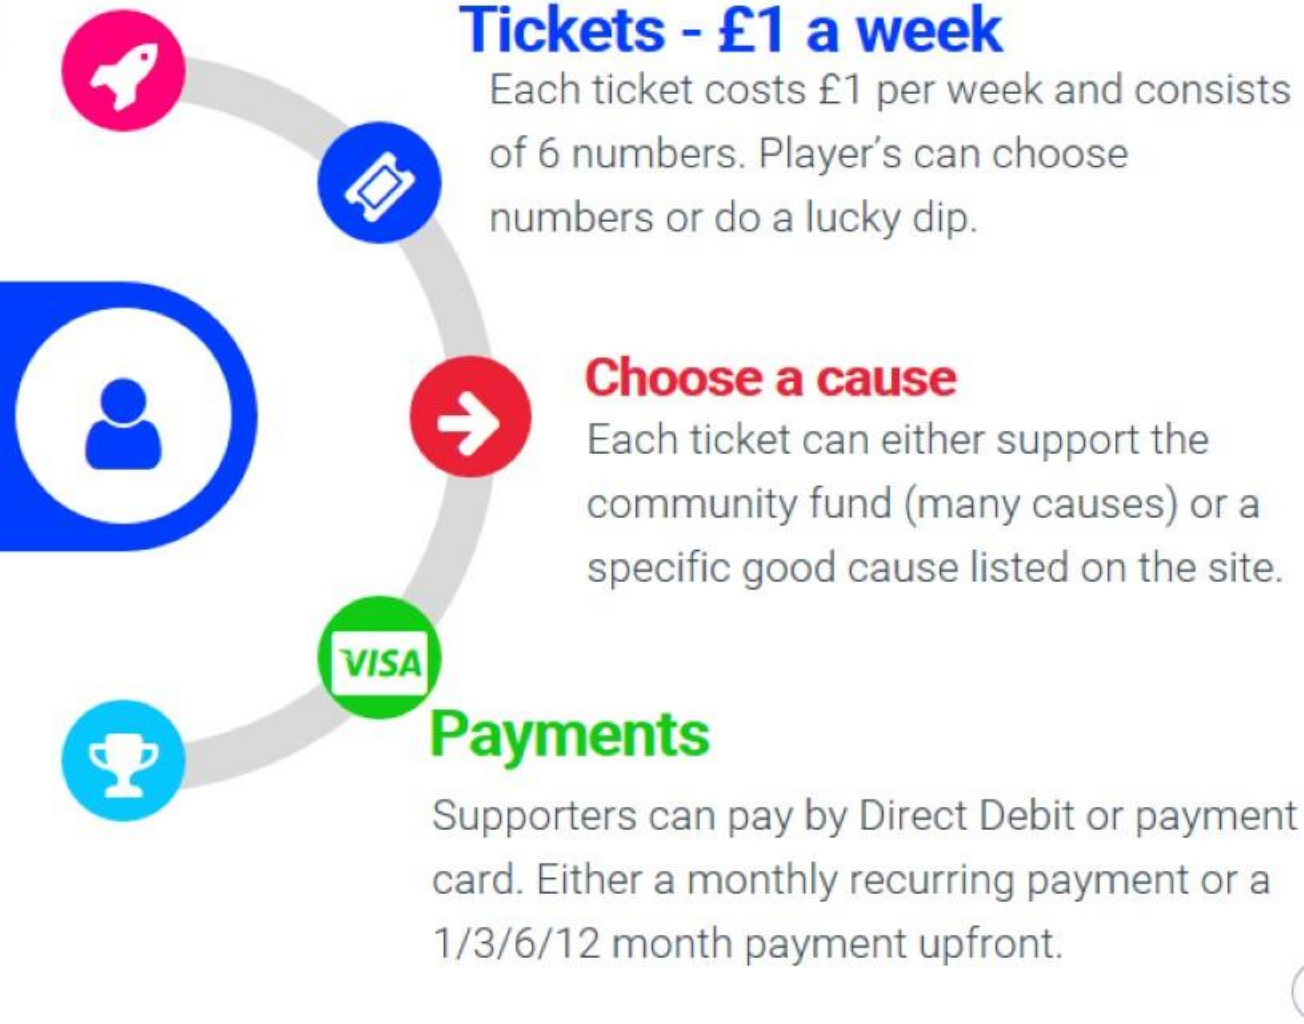 Tickets - £1 a week
Each ticket costs £1 per week and consists
of 6 numbers. Player's can choose
numbers or do a lucky dip.
Choose a cause
Each ticket can either support the
community fund (many causes) or a
specific good cause listed on the site.
VISA
Payments
Supporters can pay by Direct Debit or payment
card. Either a monthly recurring payment or a
1/3/6/12 month payment upfront.